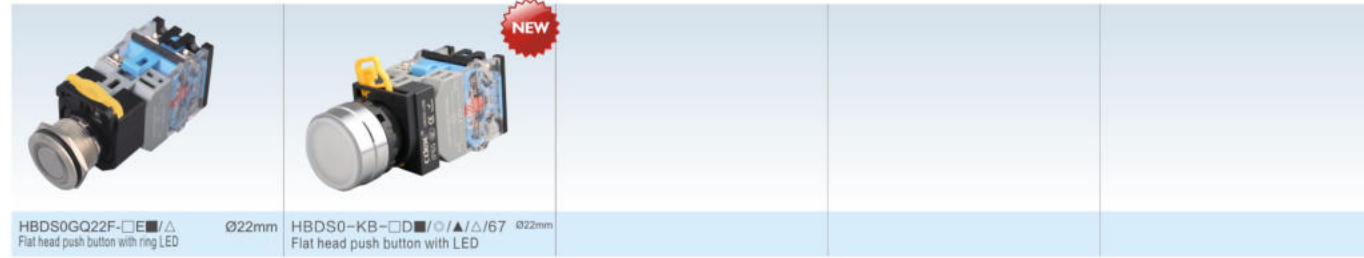 NEW
HBDS0GQ22F-□E■/△ Ø22mm
Flat head push button with ring LED
HBDS0-KB-□D■/◎/▲/△/67 Ø22mm
Flat head push button with LED